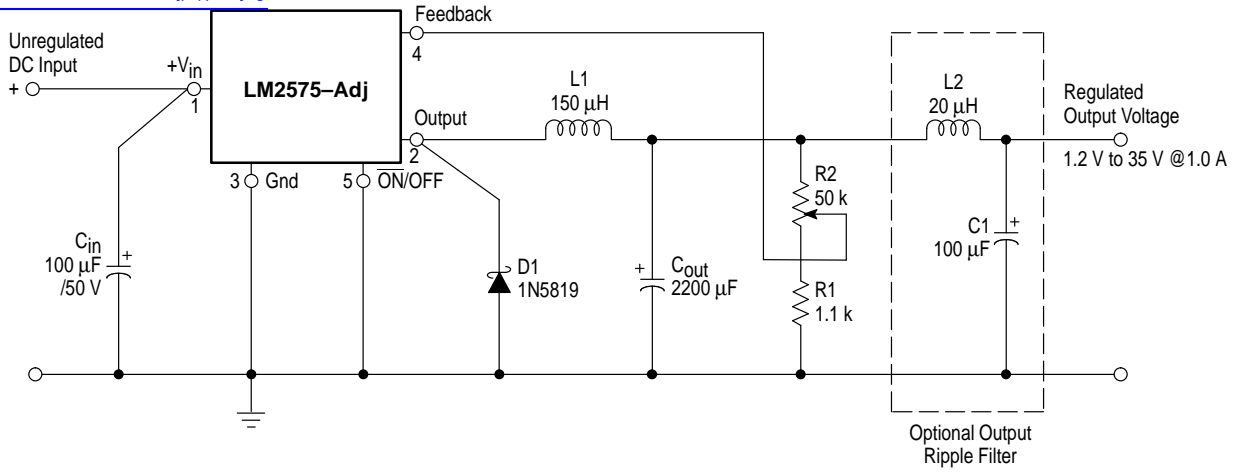 Feedback
4
Unregulated
DC Input
+
+Vin
1
LM2575–Adj
Output
2
L1
150 µH
L2
20 µH
Regulated
Output Voltage
1.2 V to 35 V @1.0 A
3
Gnd
5
ON/OFF
R2
50 k
Cin
100 µF
/50 V
+
D1
1N5819
+
Cout
2200 µF
R1
1.1 k
C1
100 µF
+
Optional Output
Ripple Filter